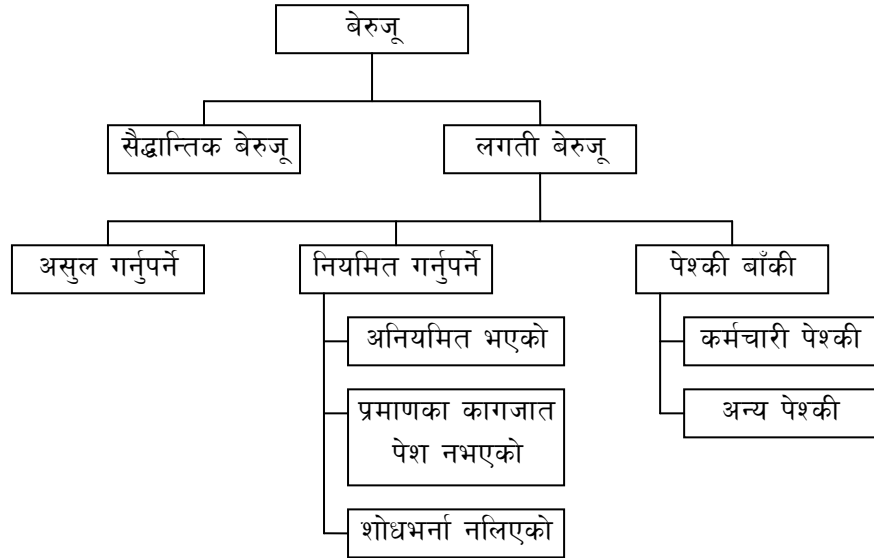 बेरुजू
सैद्धान्तिक बेरुजू
लगती बेरुजू
असुल गर्नुपर्ने
नियमित गर्नुपर्ने
पेश्की बाँकी
अनियमित भएको
कर्मचारी पेश्की
प्रमाणका कागजात
पेश नभएको
अन्य पेश्की
शोधभर्ना नलिएको